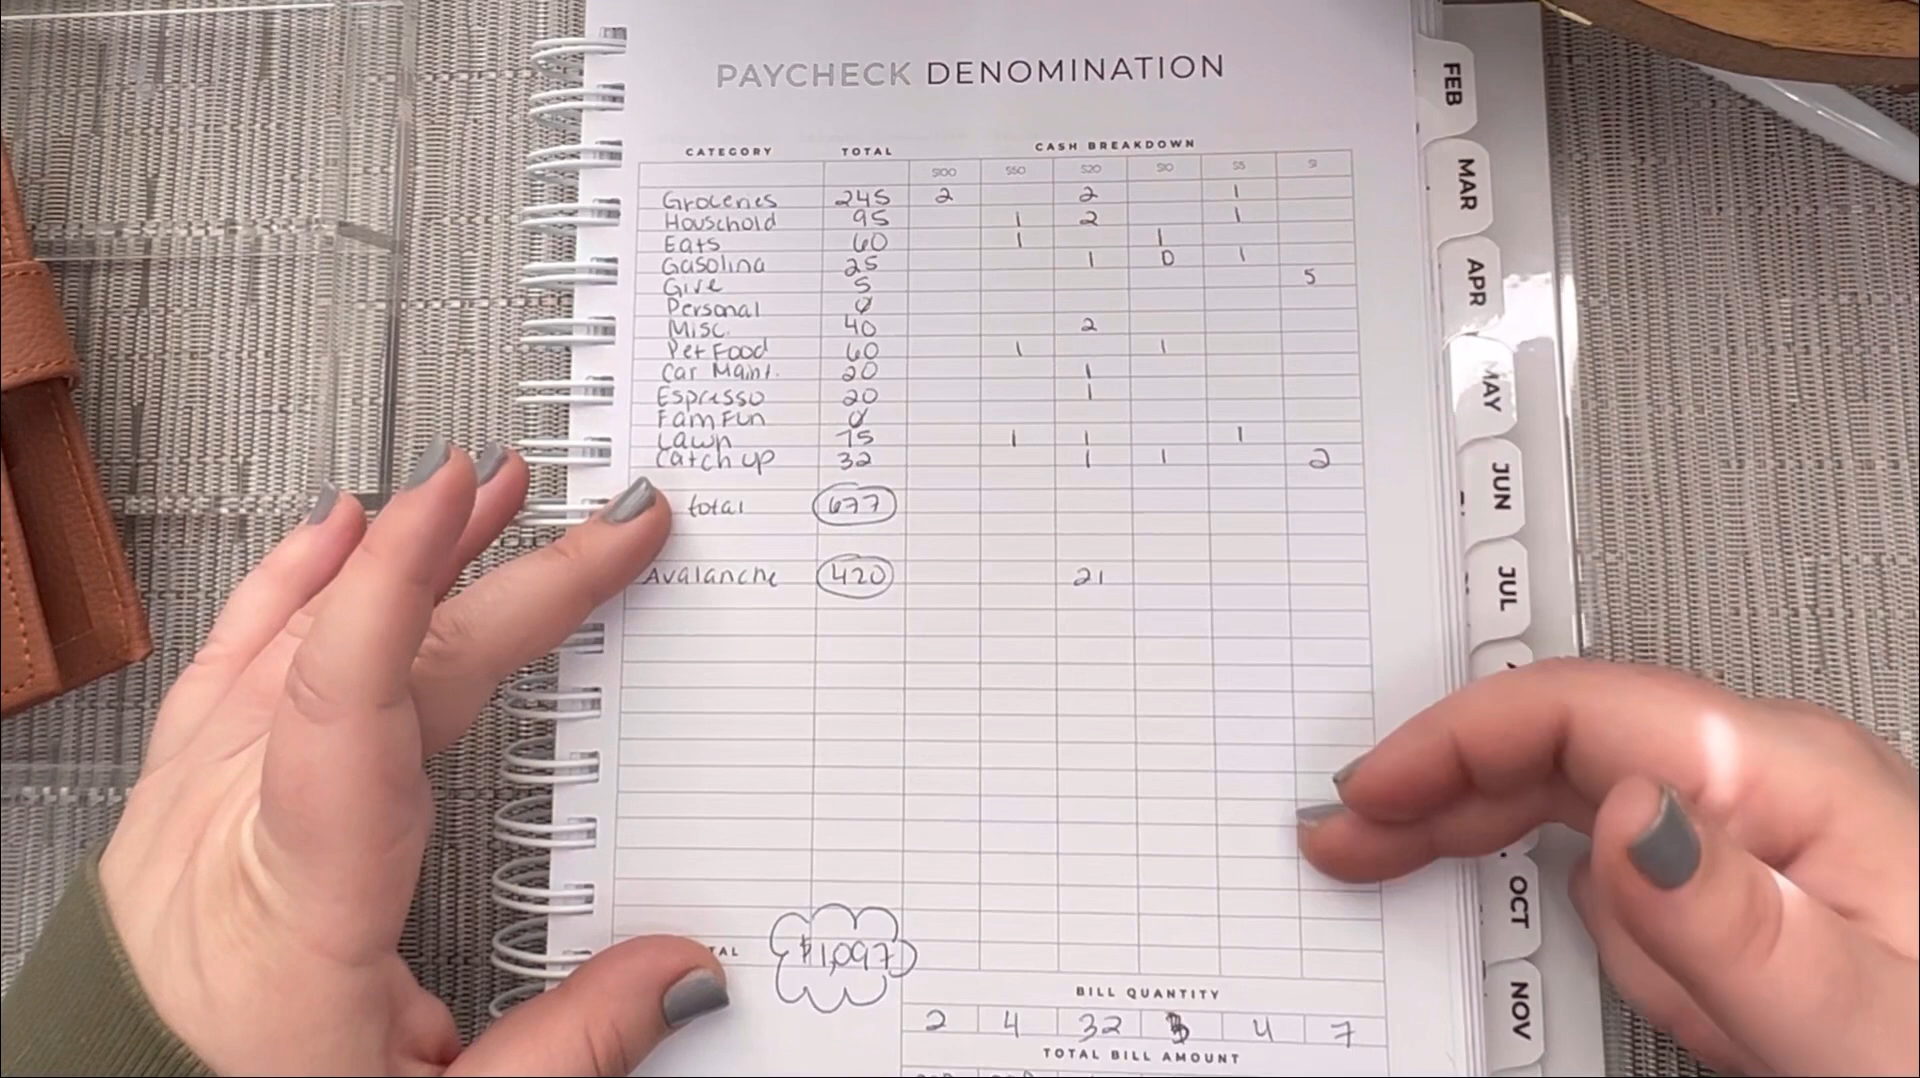 PAYCHECK DENOMINATION
CATEGORY TOTAL CASH BREAKDOWN
$100 $50 $20 $10 $5 $1
Groceries 245 2 2 1
Household 95 1 2 1
Eats 60 1 1
Gasolina 25 1 0 1
Give 5 5
Personal 0
Misc. 40 2
Pet Food 60 1 1
Car Maint. 20 1
Espresso 20 1
Fam Fun 0
Lawn 75 1 1 1
Catch up 32 1 1 2
total 677
Avalanche 420 21
TAL $1,097
BILL QUANTITY
2 4 32 3 4 7
TOTAL BILL AMOUNT
FEB
MAR
APR
MAY
JUN
JUL
OCT
NOV